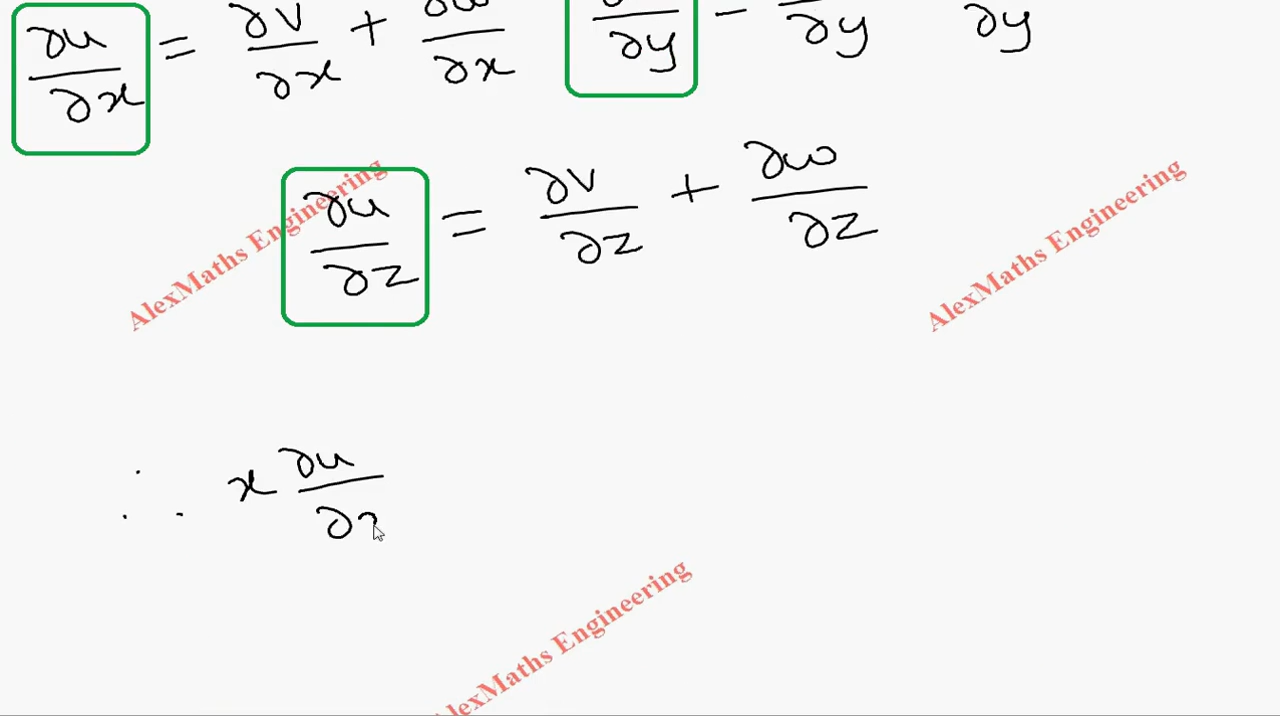 ∂u/∂x = ∂v/∂x + ∂w/∂x   /∂y = /∂y   ∂y
∂u/∂z = ∂v/∂z + ∂w/∂z
AlexMaths Engineering
AlexMaths Engineering
∴ x ∂u/∂
AlexMaths Engineering